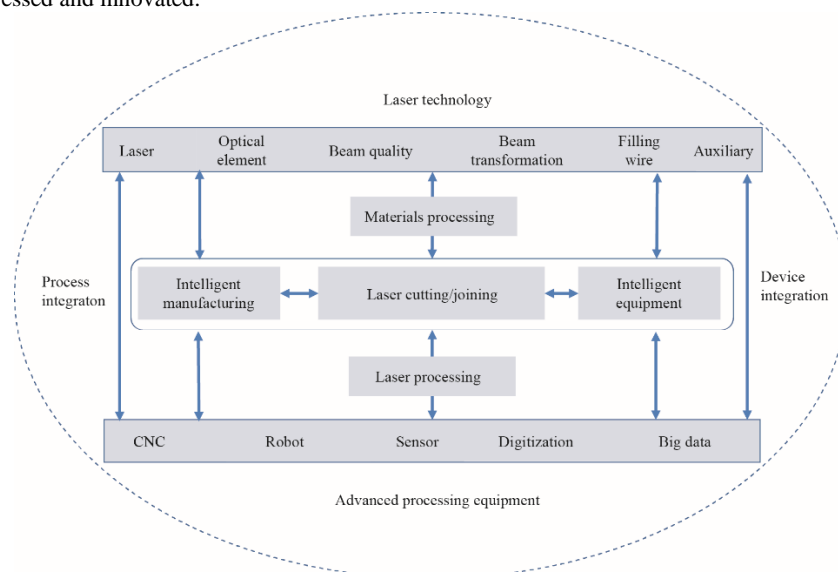 essed and innovated.
Laser technology
Laser
Optical
element
Beam quality
Beam
transformation
Filling
wire
Auxiliary
Materials processing
Process
integraton
Intelligent
manufacturing
Laser cutting/joining
Intelligent
equipment
Device
integration
Laser processing
CNC
Robot
Sensor
Digitization
Big data
Advanced processing equipment